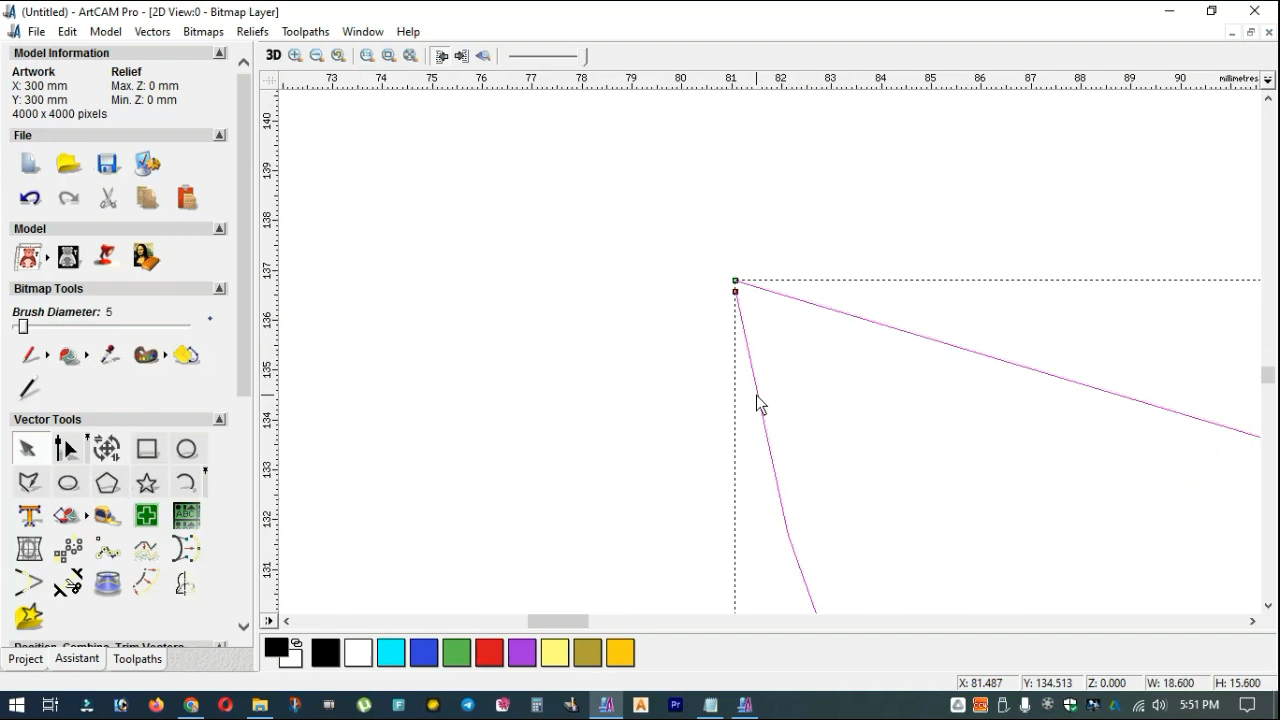 (Untitled) - ArtCAM Pro - [2D View:0 - Bitmap Layer]
File Edit Model Vectors Bitmaps Reliefs Toolpaths Window Help
Model Information
Artwork Relief
X: 300 mm Max. Z: 0 mm
Y: 300 mm Min. Z: 0 mm
4000 x 4000 pixels
File
Model
Bitmap Tools
Brush Diameter: 5
Vector Tools
Position, Combine, Trim Vectors
Project Assistant Toolpaths
3D
73 74 75 76 77 78 79 80 81 82 83 84 85 86 87 88 89 90 millimetres
140
139
138
137
136
135
134
133
132
131
X: 81.487 Y: 134.513 Z: 0.000 W: 18.600 H: 15.600
5:51 PM